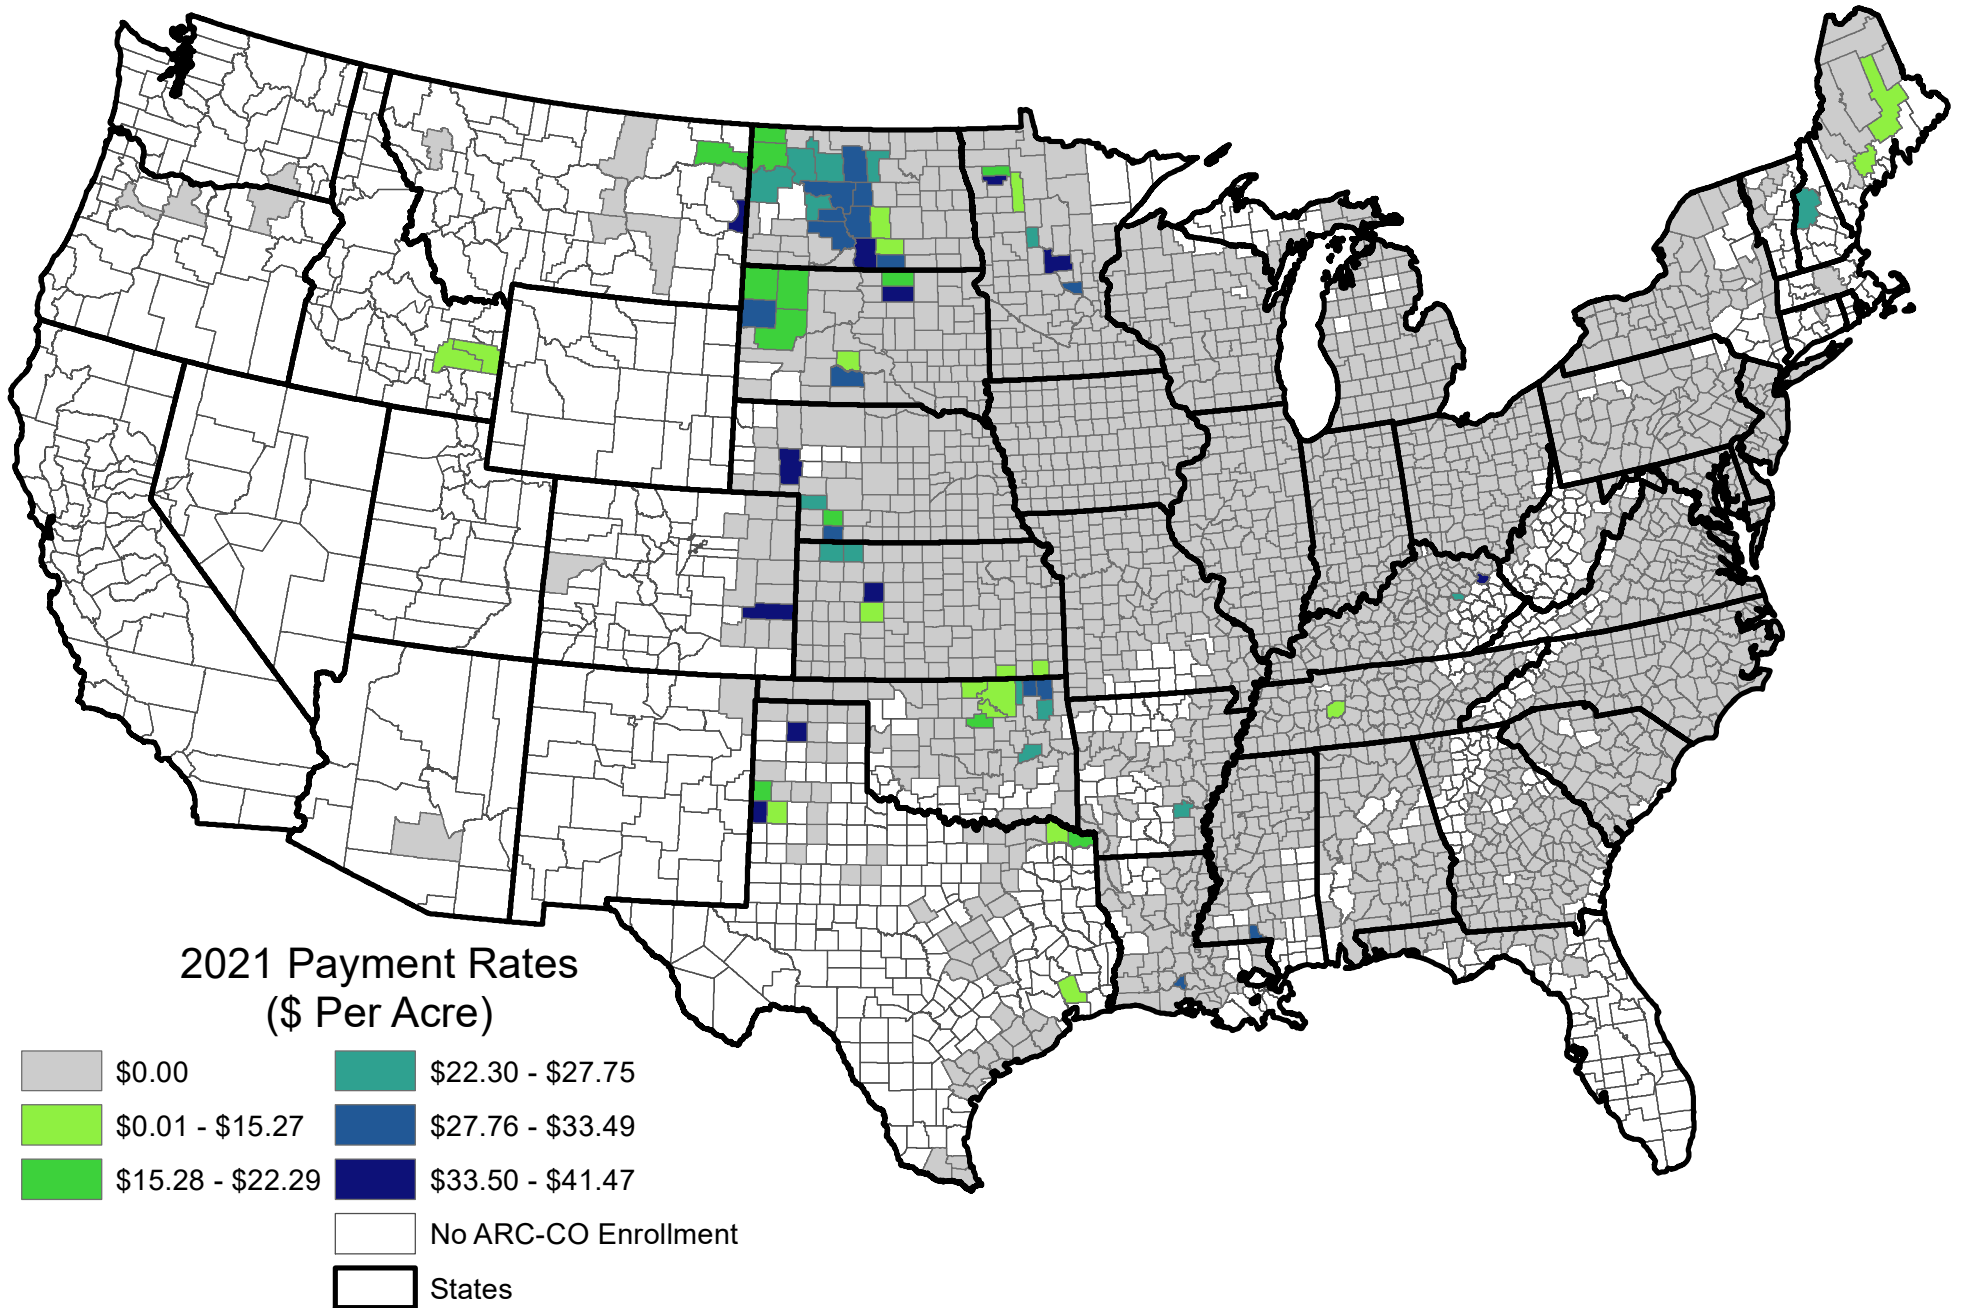 2021 Payment Rates
($ Per Acre)
$0.00
$0.01 - $15.27
$15.28 - $22.29
$22.30 - $27.75
$27.76 - $33.49
$33.50 - $41.47
No ARC-CO Enrollment
States